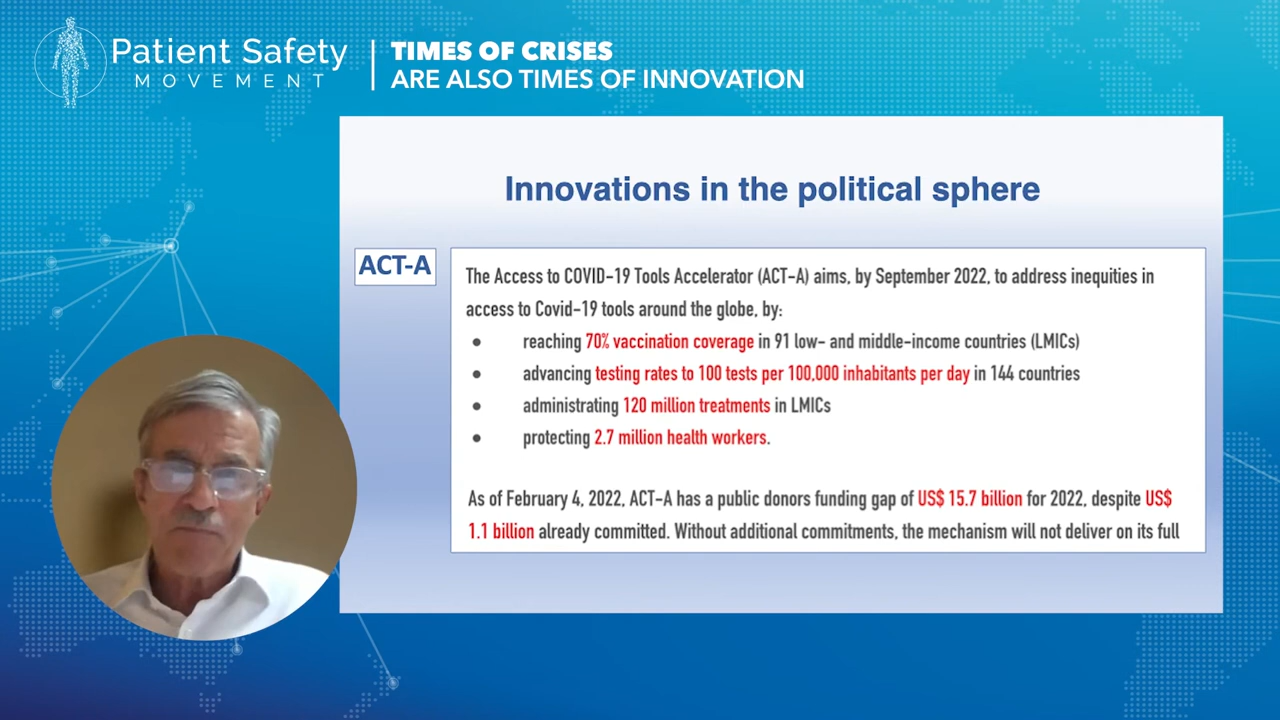 Patient Safety
MOVEMENT
TIMES OF CRISES
ARE ALSO TIMES OF INNOVATION
Innovations in the political sphere
ACT-A
The Access to COVID-19 Tools Accelerator (ACT-A) aims, by September 2022, to address inequities in
access to Covid-19 tools around the globe, by:
● reaching 70% vaccination coverage in 91 low- and middle-income countries (LMICs)
● advancing testing rates to 100 tests per 100,000 inhabitants per day in 144 countries
● administrating 120 million treatments in LMICs
● protecting 2.7 million health workers.
As of February 4, 2022, ACT-A has a public donors funding gap of US$ 15.7 billion for 2022, despite US$
1.1 billion already committed. Without additional commitments, the mechanism will not deliver on its full